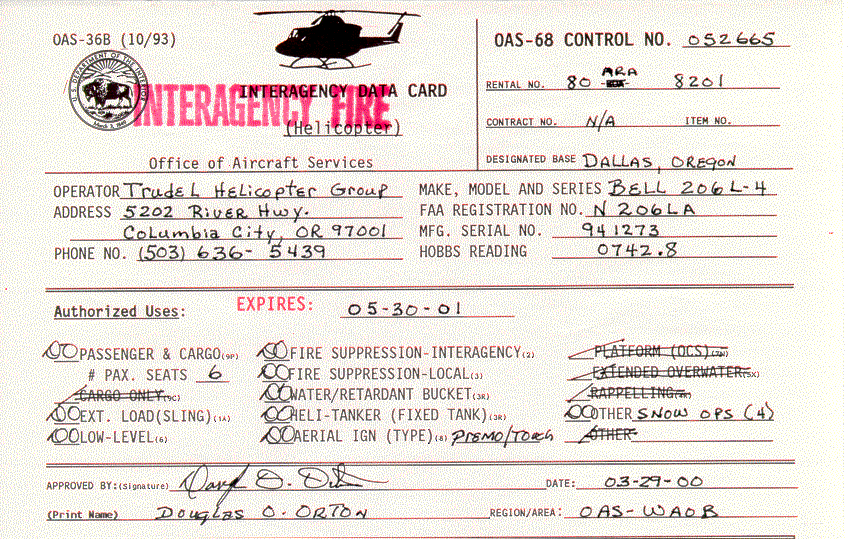 OAS-36B (10/93)
OAS-68 CONTROL NO. 052665
U.S. DEPARTMENT OF THE INTERIOR
March 3, 1849
RENTAL NO. 80 ARA 8201
INTERAGENCY FIRE
INTERAGENCY DATA CARD
(Helicopter)
CONTRACT NO. N/A ITEM NO.
Office of Aircraft Services
DESIGNATED BASE DALLAS, OREGON
OPERATOR Trudel Helicopter Group
MAKE, MODEL AND SERIES BELL 206L-4
ADDRESS 5202 River Hwy.
FAA REGISTRATION NO. N 206LA
Columbia City, OR 97001
MFG. SERIAL NO. 941273
PHONE NO. (503) 636-5439
HOBBS READING 0742.8
Authorized Uses: EXPIRES: 05-30-01
PASSENGER & CARGO(9P)
# PAX. SEATS 6
CARGO ONLY(9C)
EXT. LOAD(SLING)(1A)
LOW-LEVEL(6)
FIRE SUPPRESSION-INTERAGENCY(2)
FIRE SUPPRESSION-LOCAL(3)
WATER/RETARDANT BUCKET(3R)
HELI-TANKER (FIXED TANK)(3R)
AERIAL IGN (TYPE)(8) PREMO/TORCH
PLATFORM (OCS)
EXTENDED OVERWATER
RAPPELLING
OTHER SNOW OPS (4)
OTHER
APPROVED BY:(Signature)
DATE: 03-29-00
(Print Name) DOUGLAS O. ORTON
REGION/AREA: OAS-WAOB